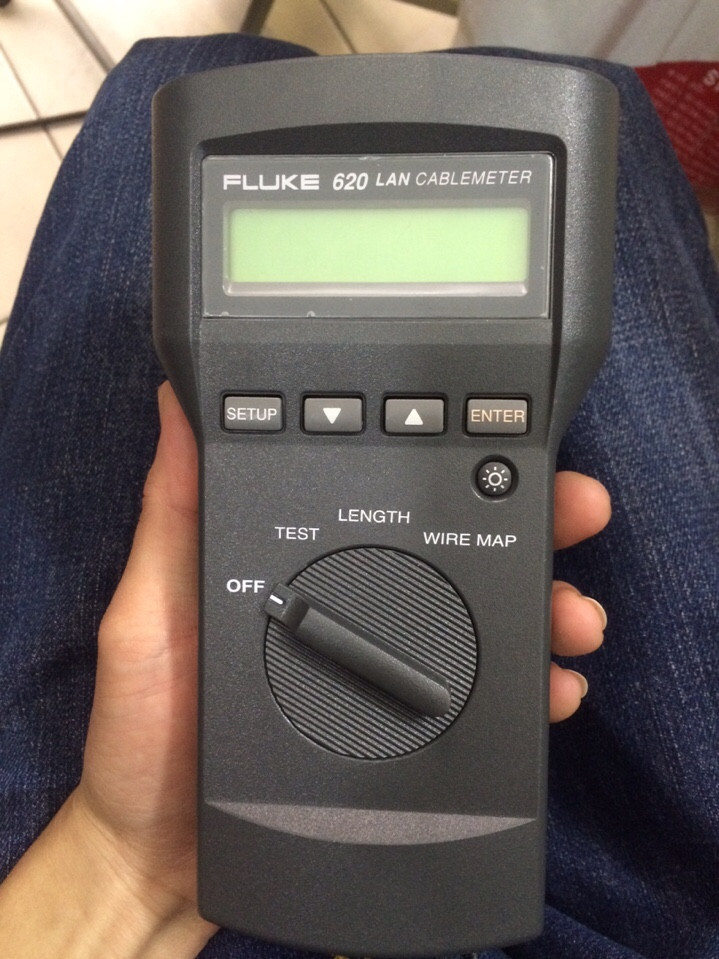 FLUKE 620 LAN CABLEMETER
SETUP ▼ ▲ ENTER
LENGTH
TEST
WIRE MAP
OFF